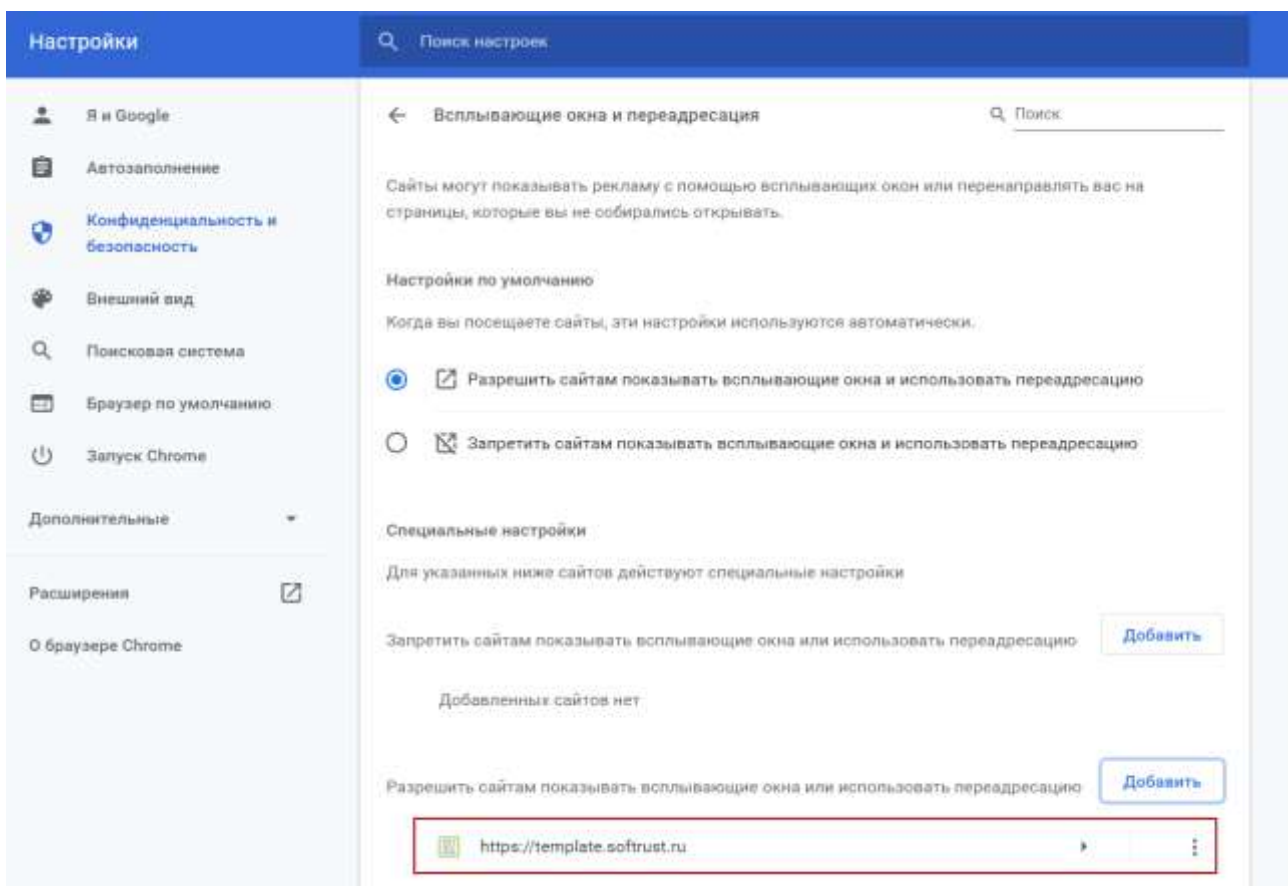 Настройки
Поиск настроек
Я и Google
Автозаполнение
Конфиденциальность и
безопасность
Внешний вид
Поисковая система
Браузер по умолчанию
Запуск Chrome
Дополнительные
Расширения
О браузере Chrome
Всплывающие окна и переадресация
Поиск
Сайты могут показывать рекламу с помощью всплывающих окон или перенаправлять вас на
страницы, которые вы не собирались открывать.
Настройки по умолчанию
Когда вы посещаете сайты, эти настройки используются автоматически.
Разрешить сайтам показывать всплывающие окна и использовать переадресацию
Запретить сайтам показывать всплывающие окна и использовать переадресацию
Специальные настройки
Для указанных ниже сайтов действуют специальные настройки
Запретить сайтам показывать всплывающие окна или использовать переадресацию
Добавить
Добавленных сайтов нет
Разрешить сайтам показывать всплывающие окна или использовать переадресацию
Добавить
https://template.softrust.ru